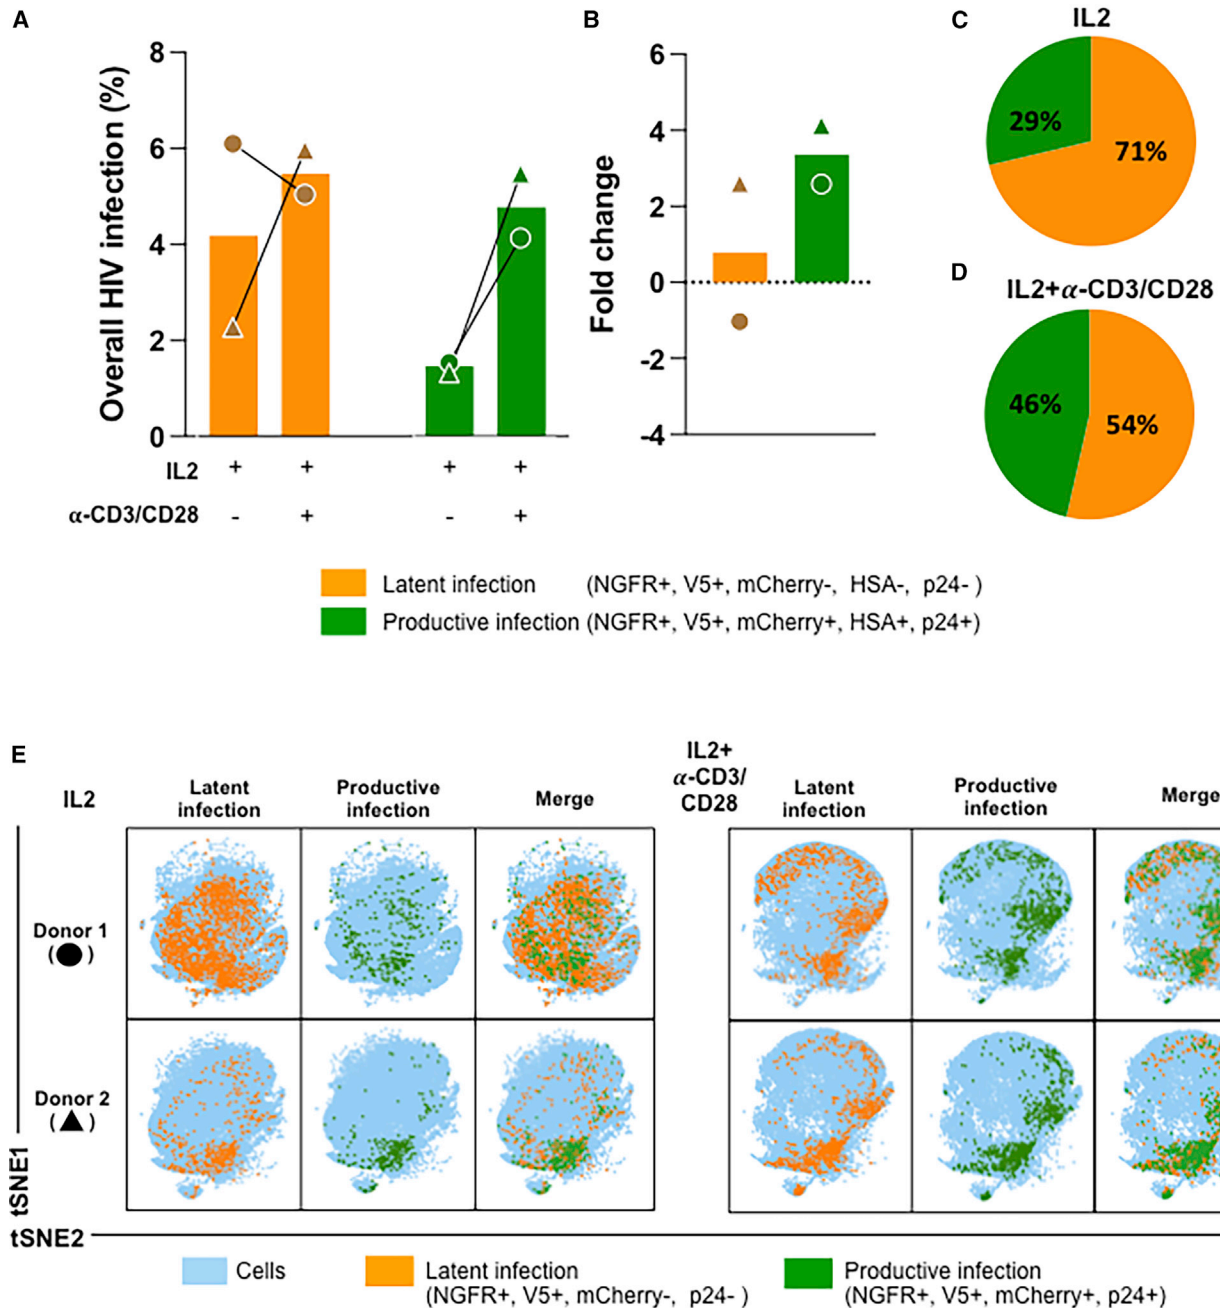 A
B
C
IL2
Overall HIV infection (%)
8
6
4
2
0
Fold change
6
4
2
0
-2
-4
29%
71%
D
IL2+α-CD3/CD28
46%
54%
IL2 + + + +
α-CD3/CD28 - + - +
Latent infection (NGFR+, V5+, mCherry-, HSA-, p24- )
Productive infection (NGFR+, V5+, mCherry+, HSA+, p24+)
E
IL2
Latent
infection
Productive
infection
Merge
IL2+
α-CD3/
CD28
Latent
infection
Productive
infection
Merge
Donor 1
( )
Donor 2
( )
tSNE1
tSNE2
Cells
Latent infection
(NGFR+, V5+, mCherry-, p24- )
Productive infection
(NGFR+, V5+, mCherry+, p24+)